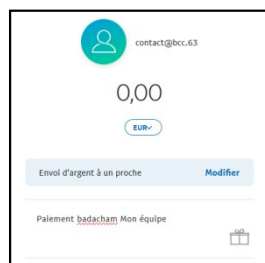 contact@bcc.63
0,00
EUR
Envoi d'argent à un proche Modifier
Paiement badacham Mon équipe